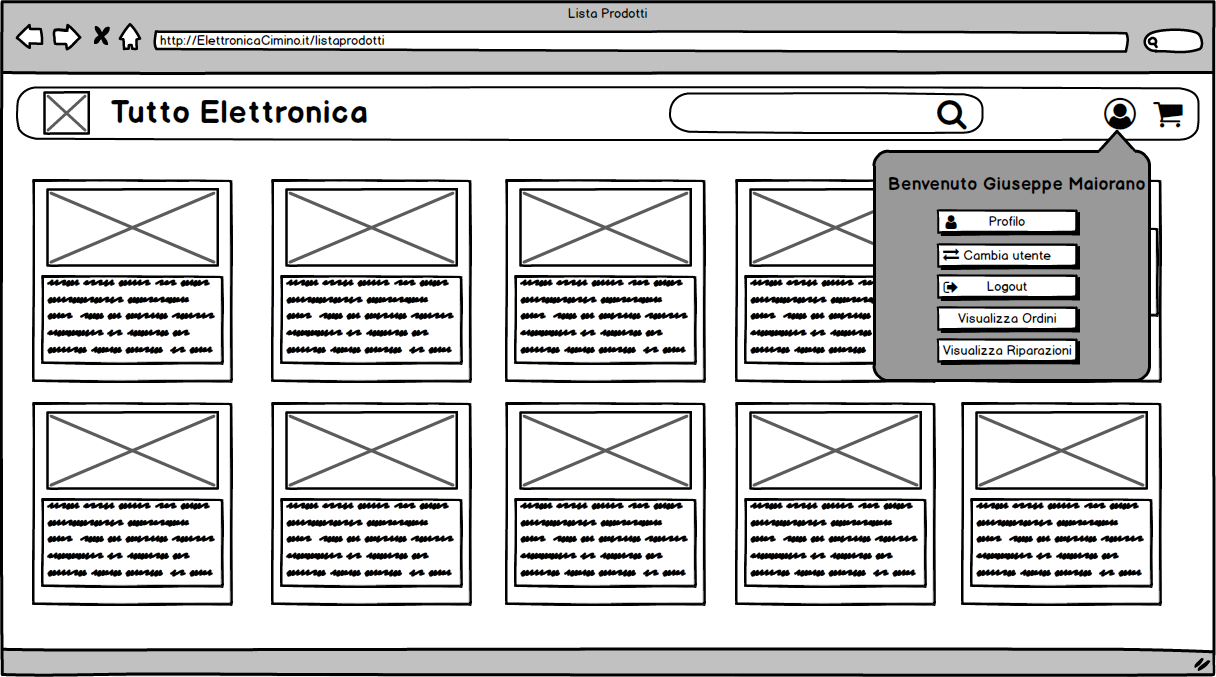 Lista Prodotti
http://ElettronicaCimino.it/listaprodotti
Tutto Elettronica
Benvenuto Giuseppe Maiorano
Profilo
Cambia utente
Logout
Visualizza Ordini
Visualizza Riparazioni